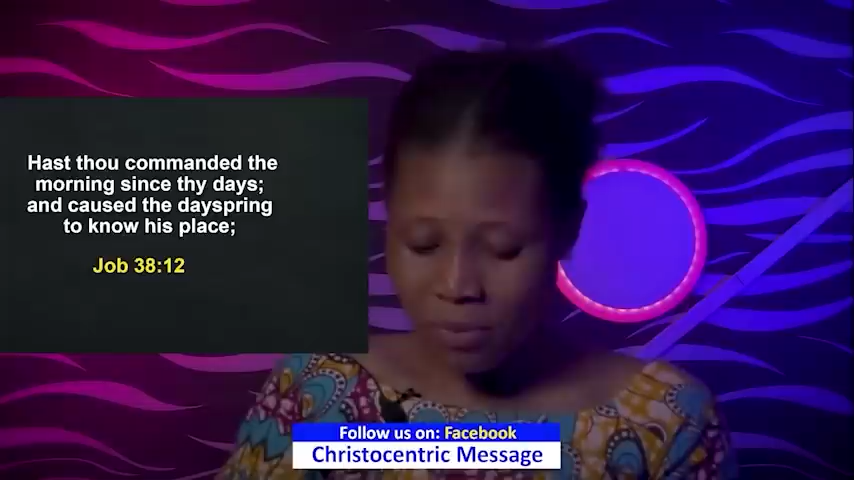 Hast thou commanded the
morning since thy days;
and caused the dayspring
to know his place;
Job 38:12
Follow us on: Facebook
Christocentric Message